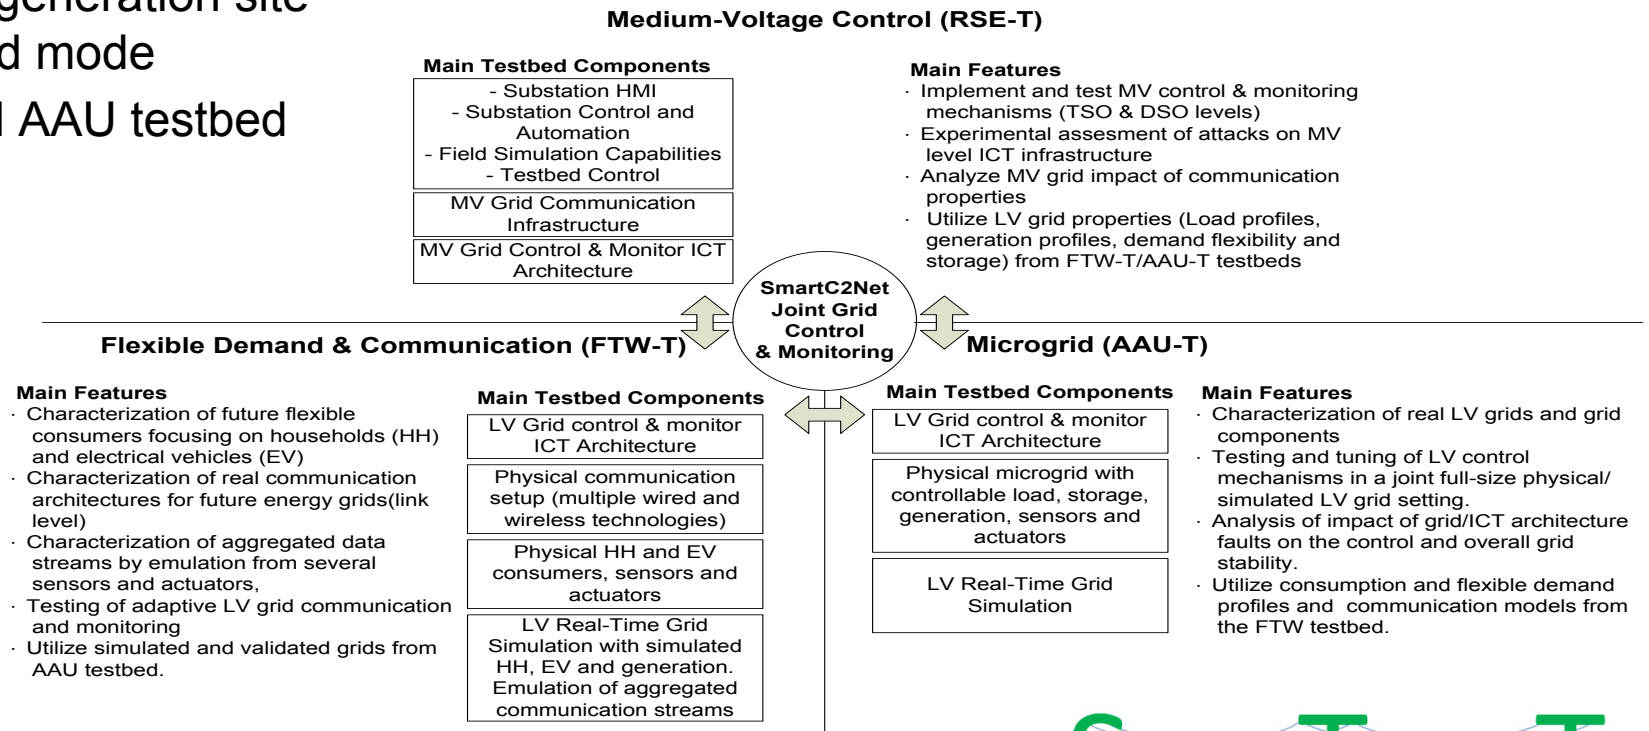 generation site
d mode
AAU testbed
Medium-Voltage Control (RSE-T)
Main Testbed Components
- Substation HMI
- Substation Control and
Automation
- Field Simulation Capabilities
- Testbed Control
MV Grid Communication
Infrastructure
MV Grid Control & Monitor ICT
Architecture
Main Features
· Implement and test MV control & monitoring
mechanisms (TSO & DSO levels)
· Experimental assesment of attacks on MV
level ICT infrastructure
· Analyze MV grid impact of communication
properties
· Utilize LV grid properties (Load profiles,
generation profiles, demand flexibility and
storage) from FTW-T/AAU-T testbeds
SmartC2Net
Joint Grid
Control
& Monitoring
Flexible Demand & Communication (FTW-T)
Main Features
· Characterization of future flexible
consumers focusing on households (HH)
and electrical vehicles (EV)
· Characterization of real communication
architectures for future energy grids(link
level)
· Characterization of aggregated data
streams by emulation from several
sensors and actuators,
· Testing of adaptive LV grid communication
and monitoring
· Utilize simulated and validated grids from
AAU testbed.
Main Testbed Components
LV Grid control & monitor
ICT Architecture
Physical communication
setup (multiple wired and
wireless technologies)
Physical HH and EV
consumers, sensors and
actuators
LV Real-Time Grid
Simulation with simulated
HH, EV and generation.
Emulation of aggregated
communication streams
Microgrid (AAU-T)
Main Testbed Components
LV Grid control & monitor
ICT Architecture
Physical microgrid with
controllable load, storage,
generation, sensors and
actuators
LV Real-Time Grid
Simulation
Main Features
· Characterization of real LV grids and grid
components
· Testing and tuning of LV control
mechanisms in a joint full-size physical/
simulated LV grid setting.
· Analysis of impact of grid/ICT architecture
faults on the control and overall grid
stability.
· Utilize consumption and flexible demand
profiles and communication models from
the FTW testbed.